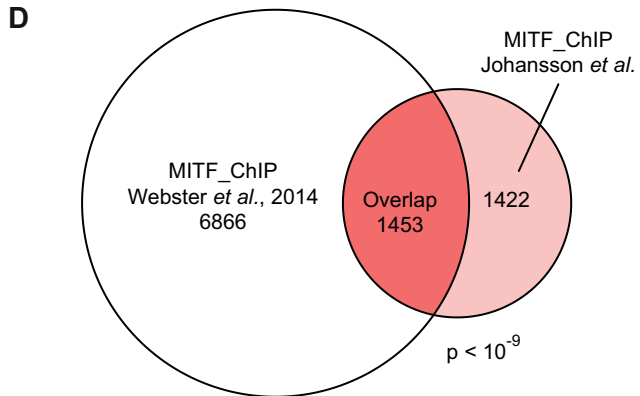 D
MITF_ChIP
Johansson et al.
MITF_ChIP
Webster et al., 2014
6866
Overlap
1453
1422
p < 10⁻⁹